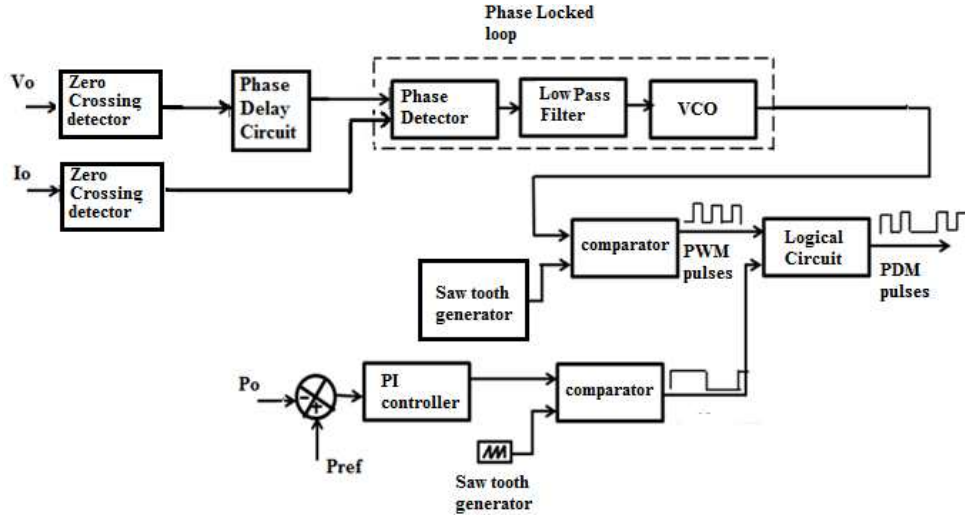 Phase Locked
loop
Vo
Zero
Crossing
detector
Phase
Delay
Circuit
Phase
Detector
Low Pass
Filter
VCO
Io
Zero
Crossing
detector
comparator
PWM
pulses
Logical
Circuit
PDM
pulses
Saw tooth
generator
Po
-
+
PI
controller
comparator
Pref
Saw tooth
generator